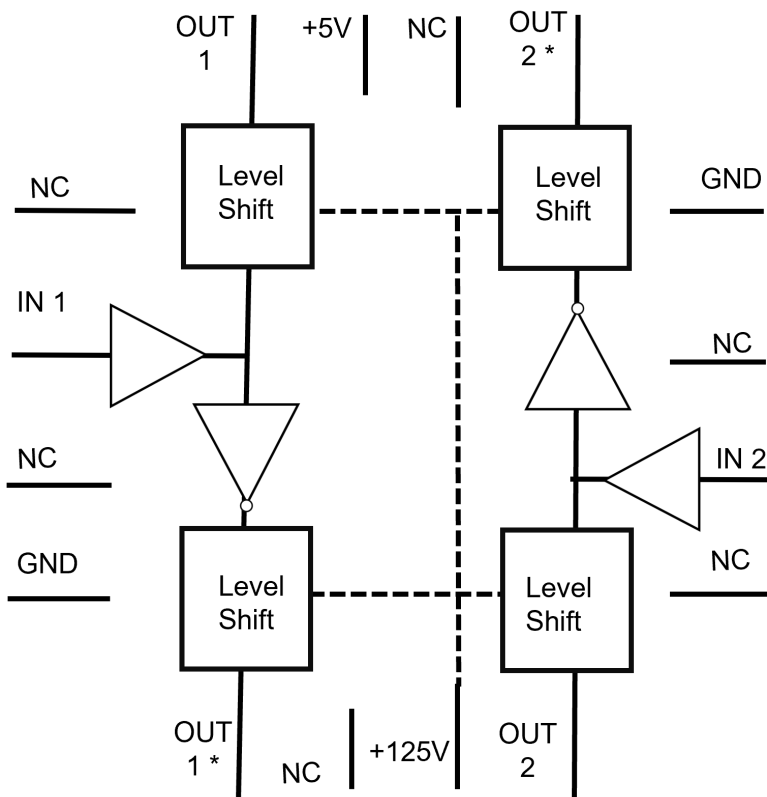 OUT
1
+5V
NC
OUT
2 *
Level
Shift
Level
Shift
NC
GND
IN 1
NC
NC
IN 2
GND
NC
Level
Shift
Level
Shift
OUT
1 *
NC
+125V
OUT
2